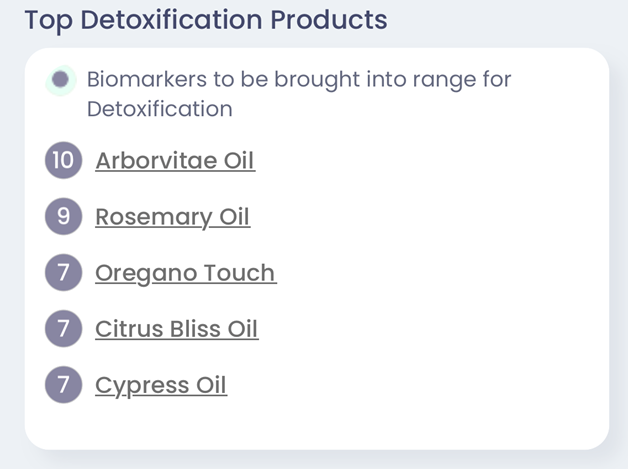 Top Detoxification Products
Biomarkers to be brought into range for
Detoxification
10 Arborvitae Oil
9 Rosemary Oil
7 Oregano Touch
7 Citrus Bliss Oil
7 Cypress Oil